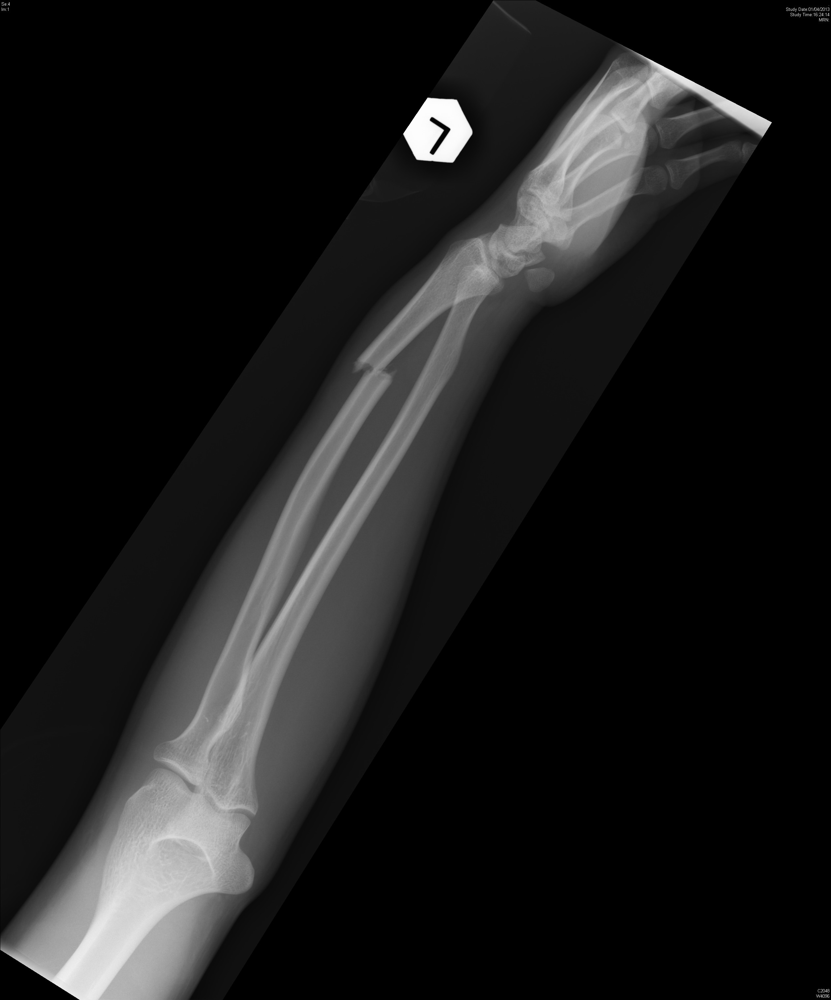 Se:4
Im:1
.
Study Date:01/04/2013
Study Time:16:24:14
MRN:
L
C2048
W4096